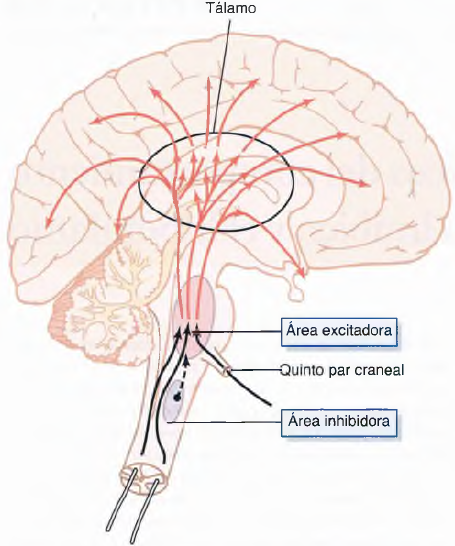 Tálamo
Área excitadora
Quinto par craneal
Área inhibidora